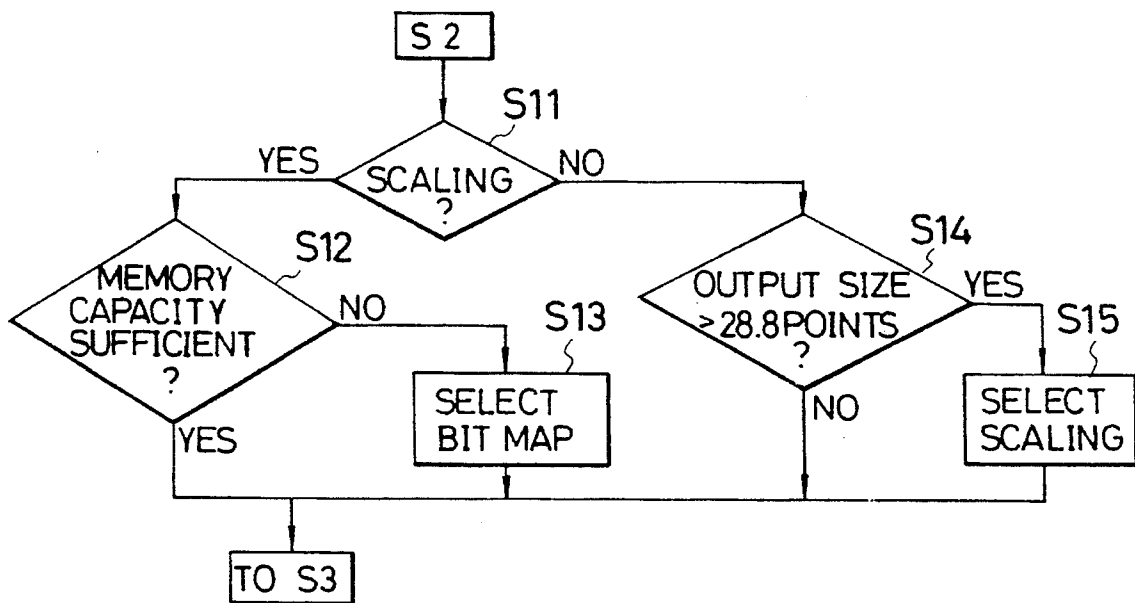 S2
S11
YES
SCALING
?
NO
S12
MEMORY
CAPACITY
SUFFICIENT
?
NO
YES
S13
SELECT
BIT MAP
S14
OUTPUT SIZE
>28.8POINTS
?
YES
NO
S15
SELECT
SCALING
TO S3